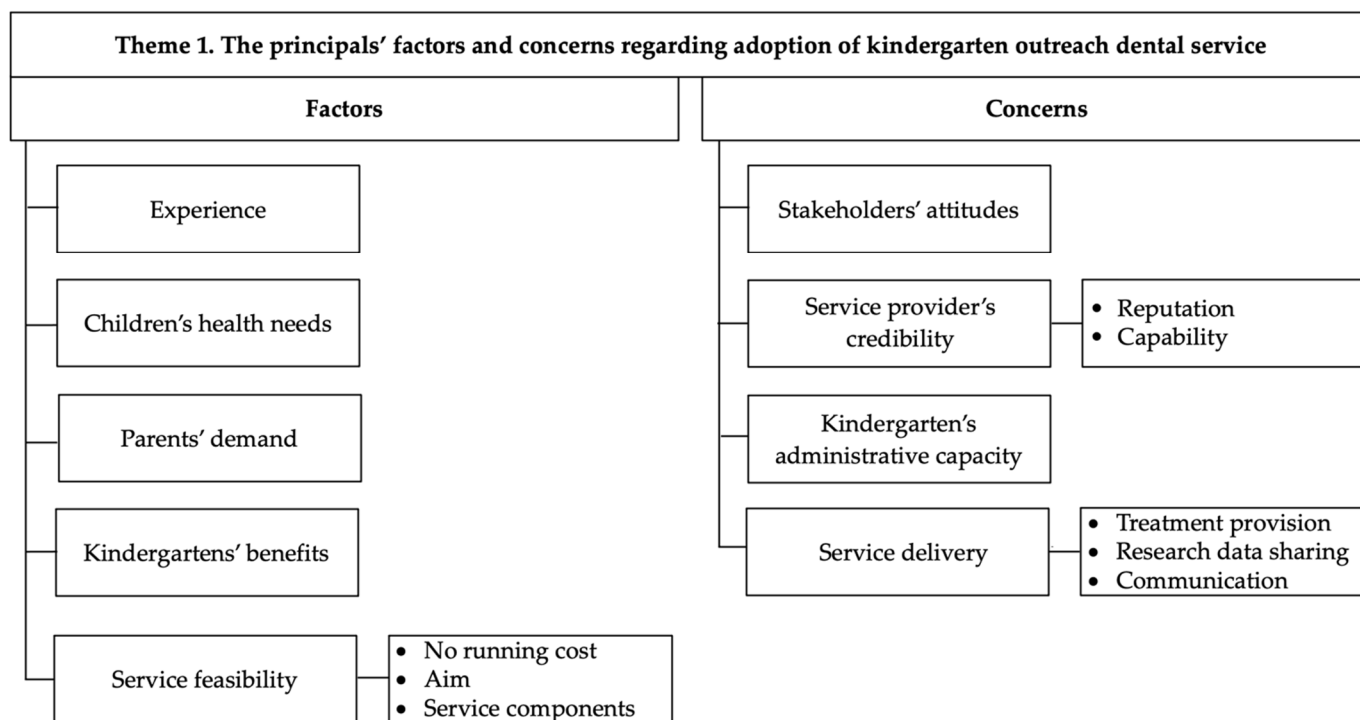 Theme 1. The principals’ factors and concerns regarding adoption of kindergarten outreach dental service
Factors
Experience
Children’s health needs
Parents’ demand
Kindergartens’ benefits
Service feasibility
• No running cost
• Aim
• Service components
Concerns
Stakeholders’ attitudes
Service provider’s
credibility
• Reputation
• Capability
Kindergarten’s
administrative capacity
Service delivery
• Treatment provision
• Research data sharing
• Communication